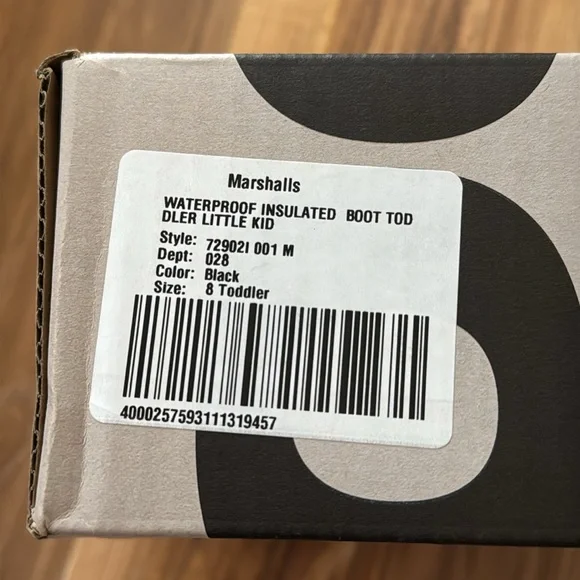 Marshalls
WATERPROOF INSULATED BOOT TOD
DLER LITTLE KID
Style: 72902I 001 M
Dept: 028
Color: Black
Size: 8 Toddler
4000257593111319457